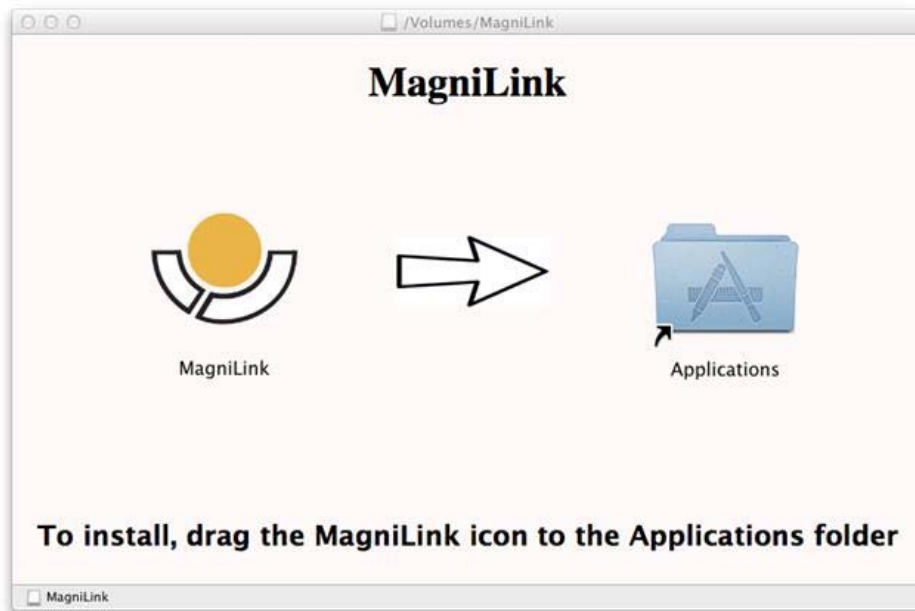 /Volumes/MagniLink
MagniLink
MagniLink
Applications
To install, drag the MagniLink icon to the Applications folder
MagniLink